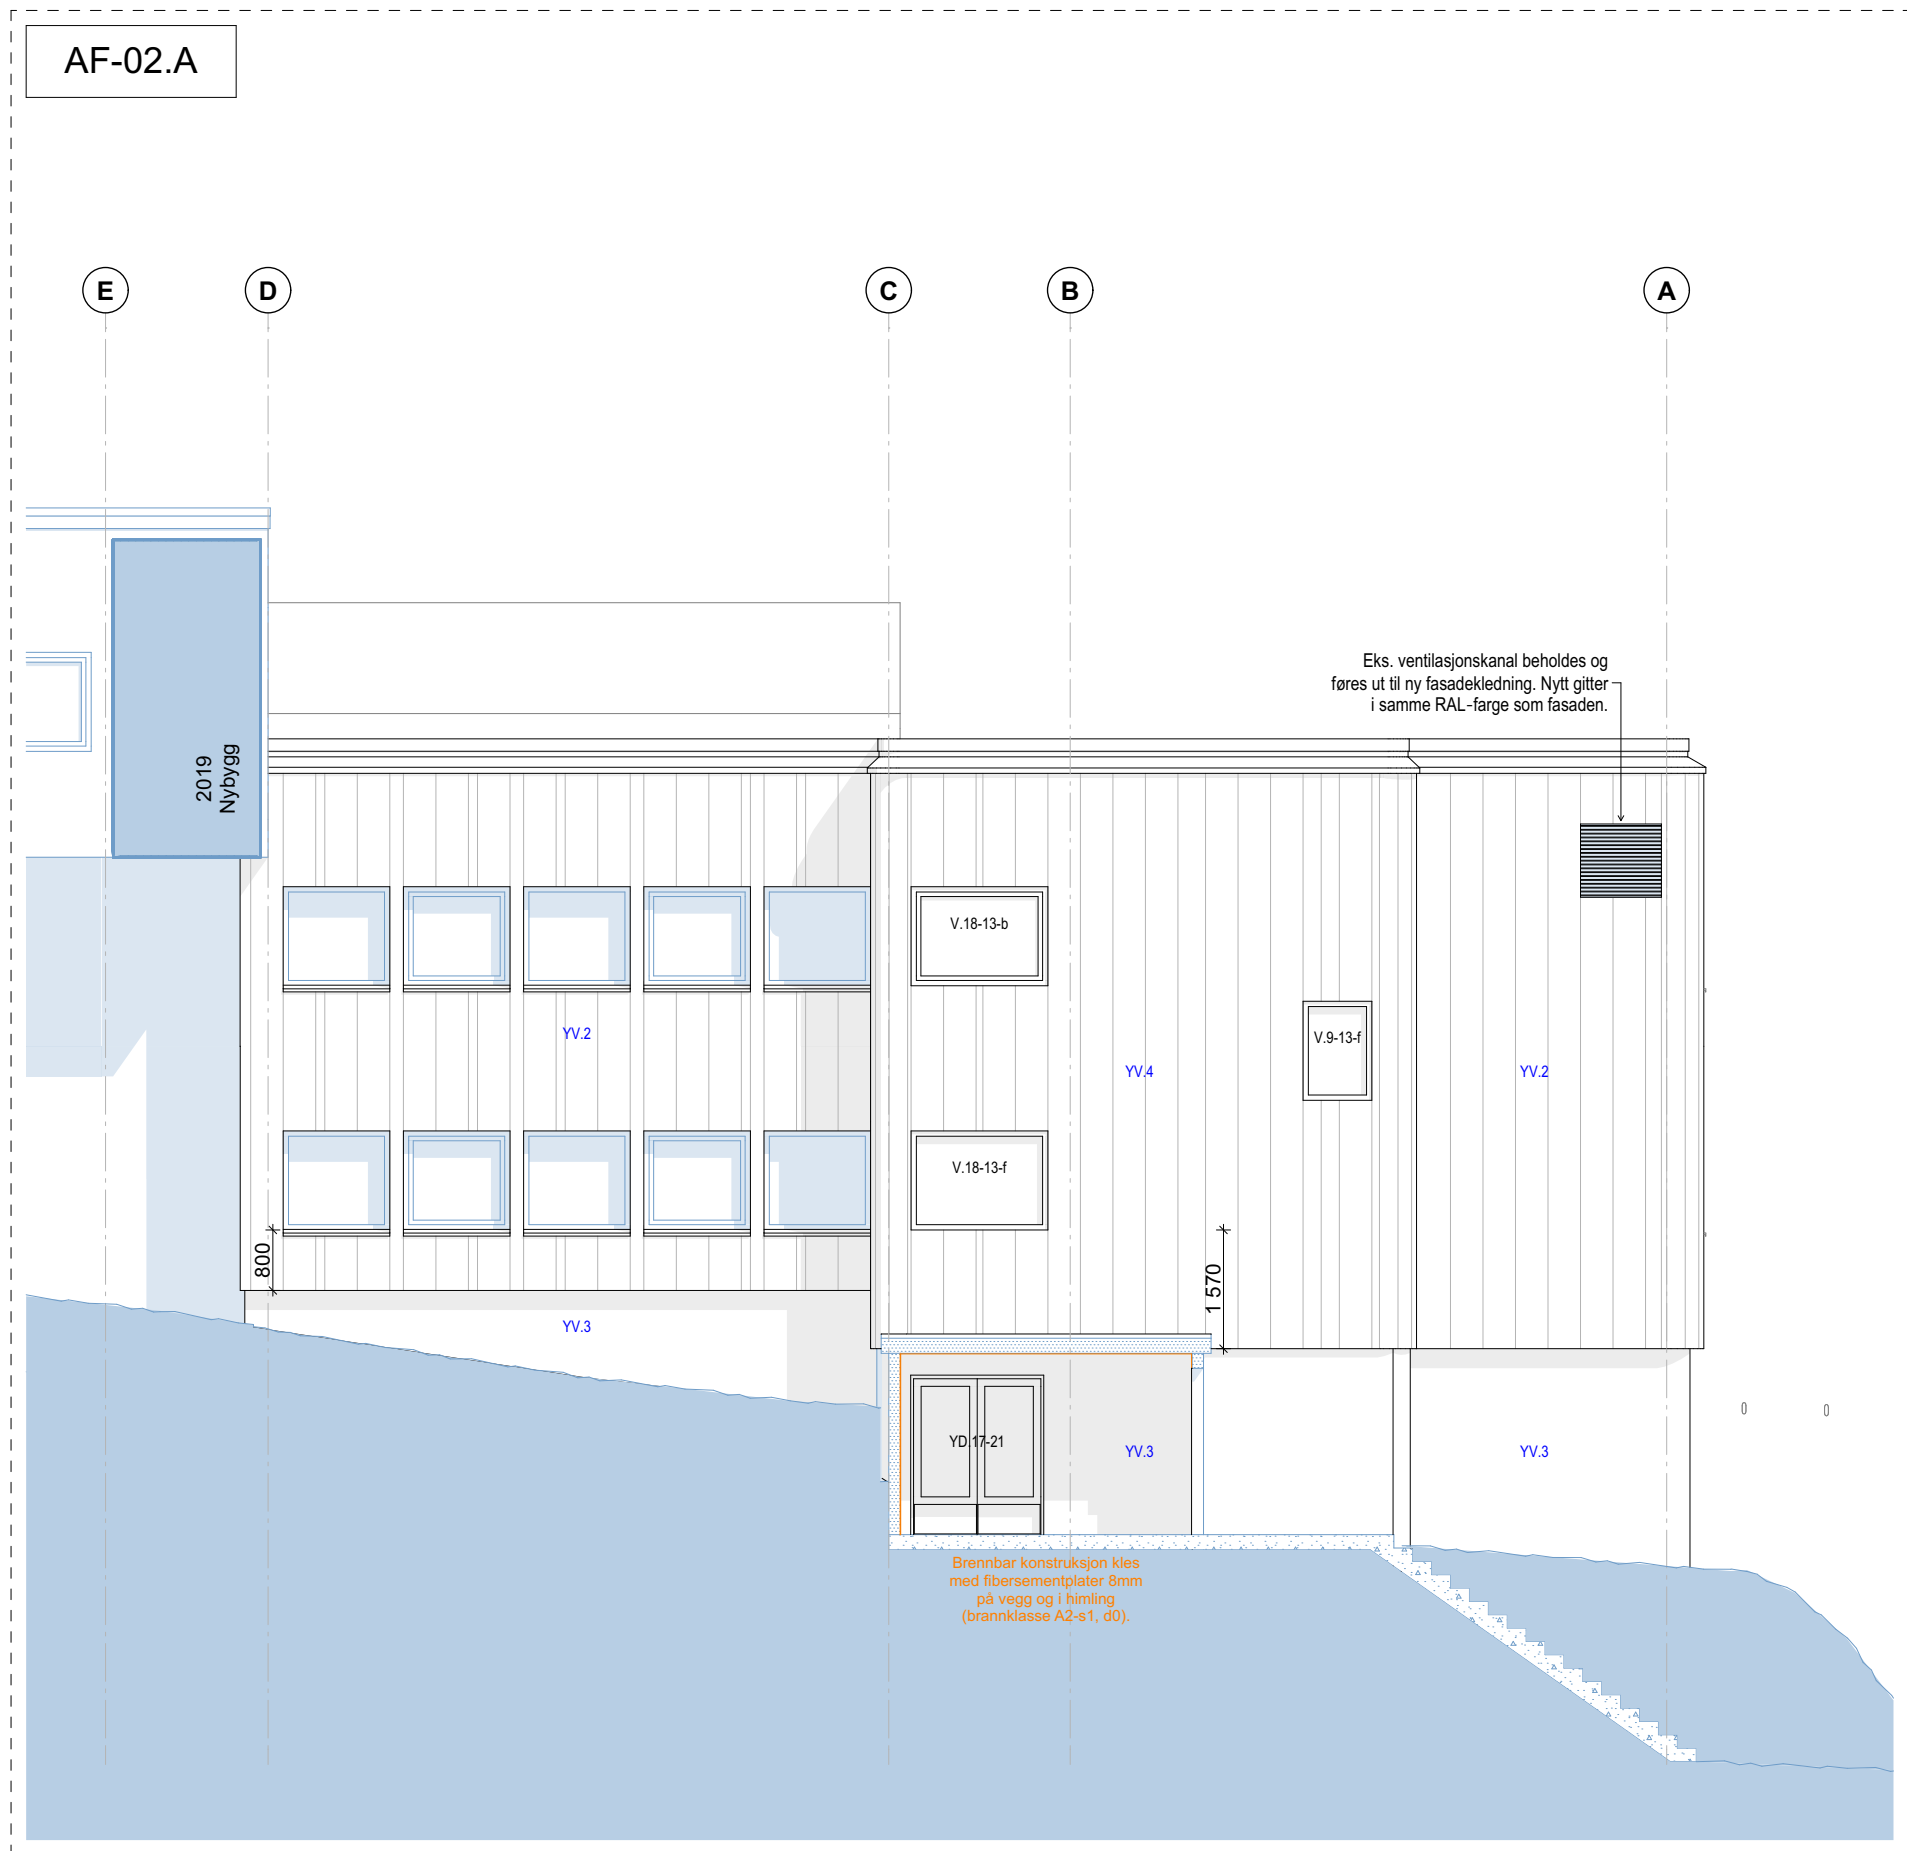 AF-02.A
E
D
C
B
A
Eks. ventilasjonskanal beholdes og
føres ut til ny fasadekledning. Nytt gitter
i samme RAL-farge som fasaden.
2019
Nybygg
V.18-13-b
YV.2
V.9-13-f
YV.4
YV.2
V.18-13-f
800
1 570
YV.3
YD.17-21
YV.3
YV.3
Brennbar konstruksjon kles
med fibersementplater 8mm
på vegg og i himling
(brannklasse A2-s1, d0).